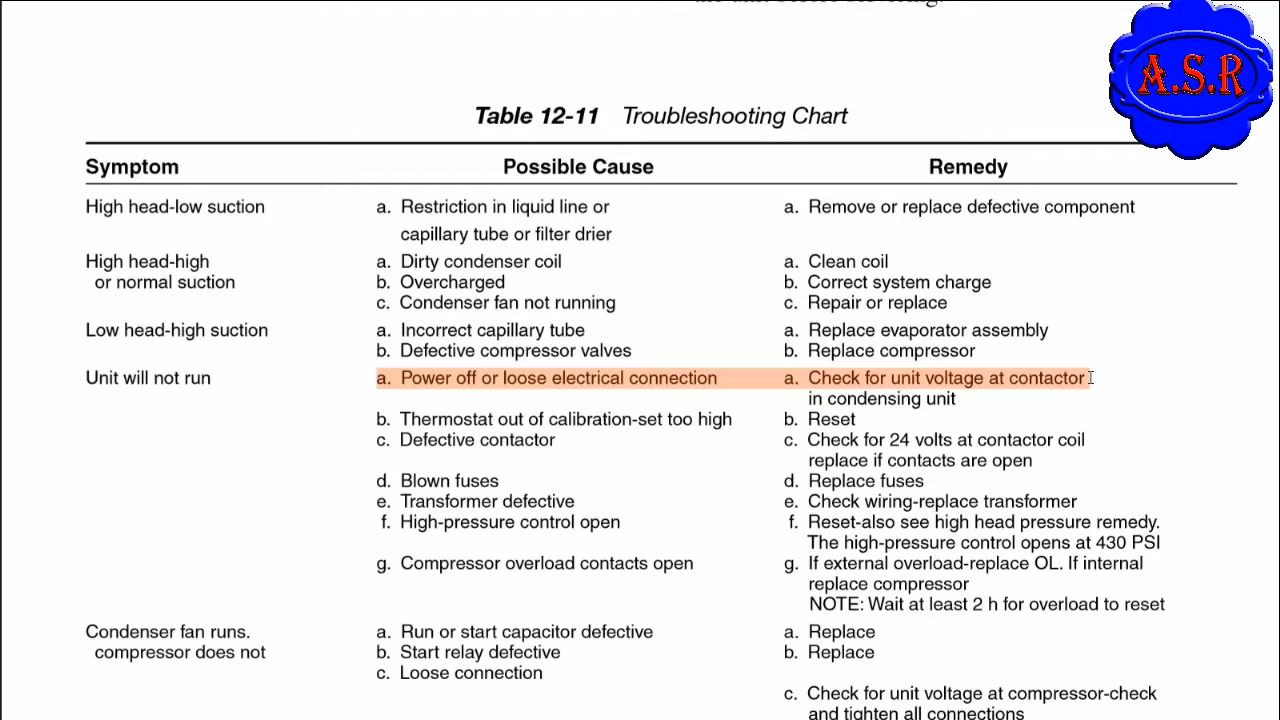 A.S.R
Table 12-11 Troubleshooting Chart
Symptom Possible Cause Remedy
High head-low suction a. Restriction in liquid line or a. Remove or replace defective component
capillary tube or filter drier
High head-high a. Dirty condenser coil a. Clean coil
or normal suction b. Overcharged b. Correct system charge
c. Condenser fan not running c. Repair or replace
Low head-high suction a. Incorrect capillary tube a. Replace evaporator assembly
b. Defective compressor valves b. Replace compressor
Unit will not run a. Power off or loose electrical connection a. Check for unit voltage at contactor
in condensing unit
b. Thermostat out of calibration-set too high b. Reset
c. Defective contactor c. Check for 24 volts at contactor coil
replace if contacts are open
d. Blown fuses d. Replace fuses
e. Transformer defective e. Check wiring-replace transformer
f. High-pressure control open f. Reset-also see high head pressure remedy.
The high-pressure control opens at 430 PSI
g. Compressor overload contacts open g. If external overload-replace OL. If internal
replace compressor
NOTE: Wait at least 2 h for overload to reset
Condenser fan runs. a. Run or start capacitor defective a. Replace
compressor does not b. Start relay defective b. Replace
c. Loose connection
c. Check for unit voltage at compressor-check
and tighten all connections